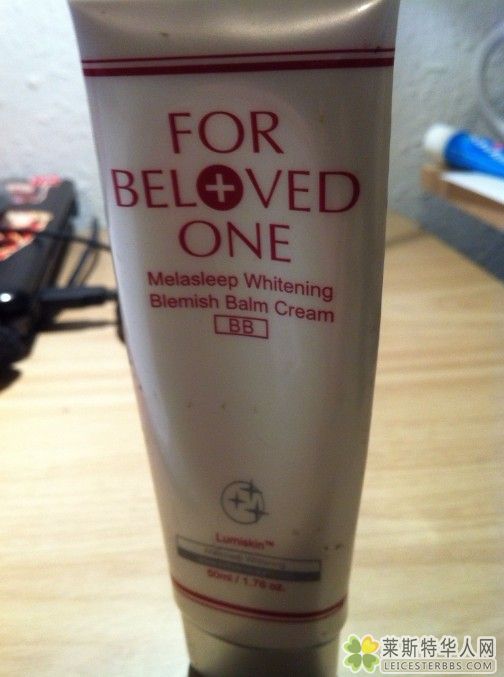 FOR
BELOVED
ONE
Melasleep Whitening
Blemish Balm Cream
BB
Lumiskin™
50ml / 1.76 oz.
莱斯特华人网
LEICESTERBBS.COM